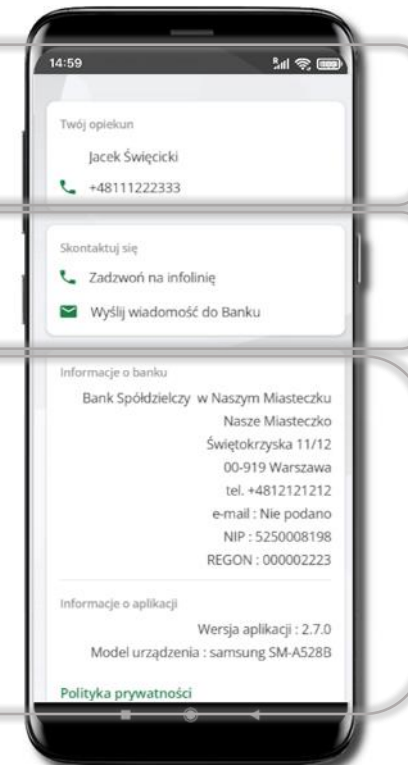 14:59
Twój opiekun
Jacek Święcicki
+48111222333
Skontaktuj się
Zadzwoń na infolinię
Wyślij wiadomość do Banku
Informacje o banku
Bank Spółdzielczy w Naszym Miasteczku
Nasze Miasteczko
Świętokrzyska 11/12
00-919 Warszawa
tel. +4812121212
e-mail : Nie podano
NIP : 5250008198
REGON : 000002223
Informacje o aplikacji
Wersja aplikacji : 2.7.0
Model urządzenia : samsung SM-A528B
Polityka prywatności